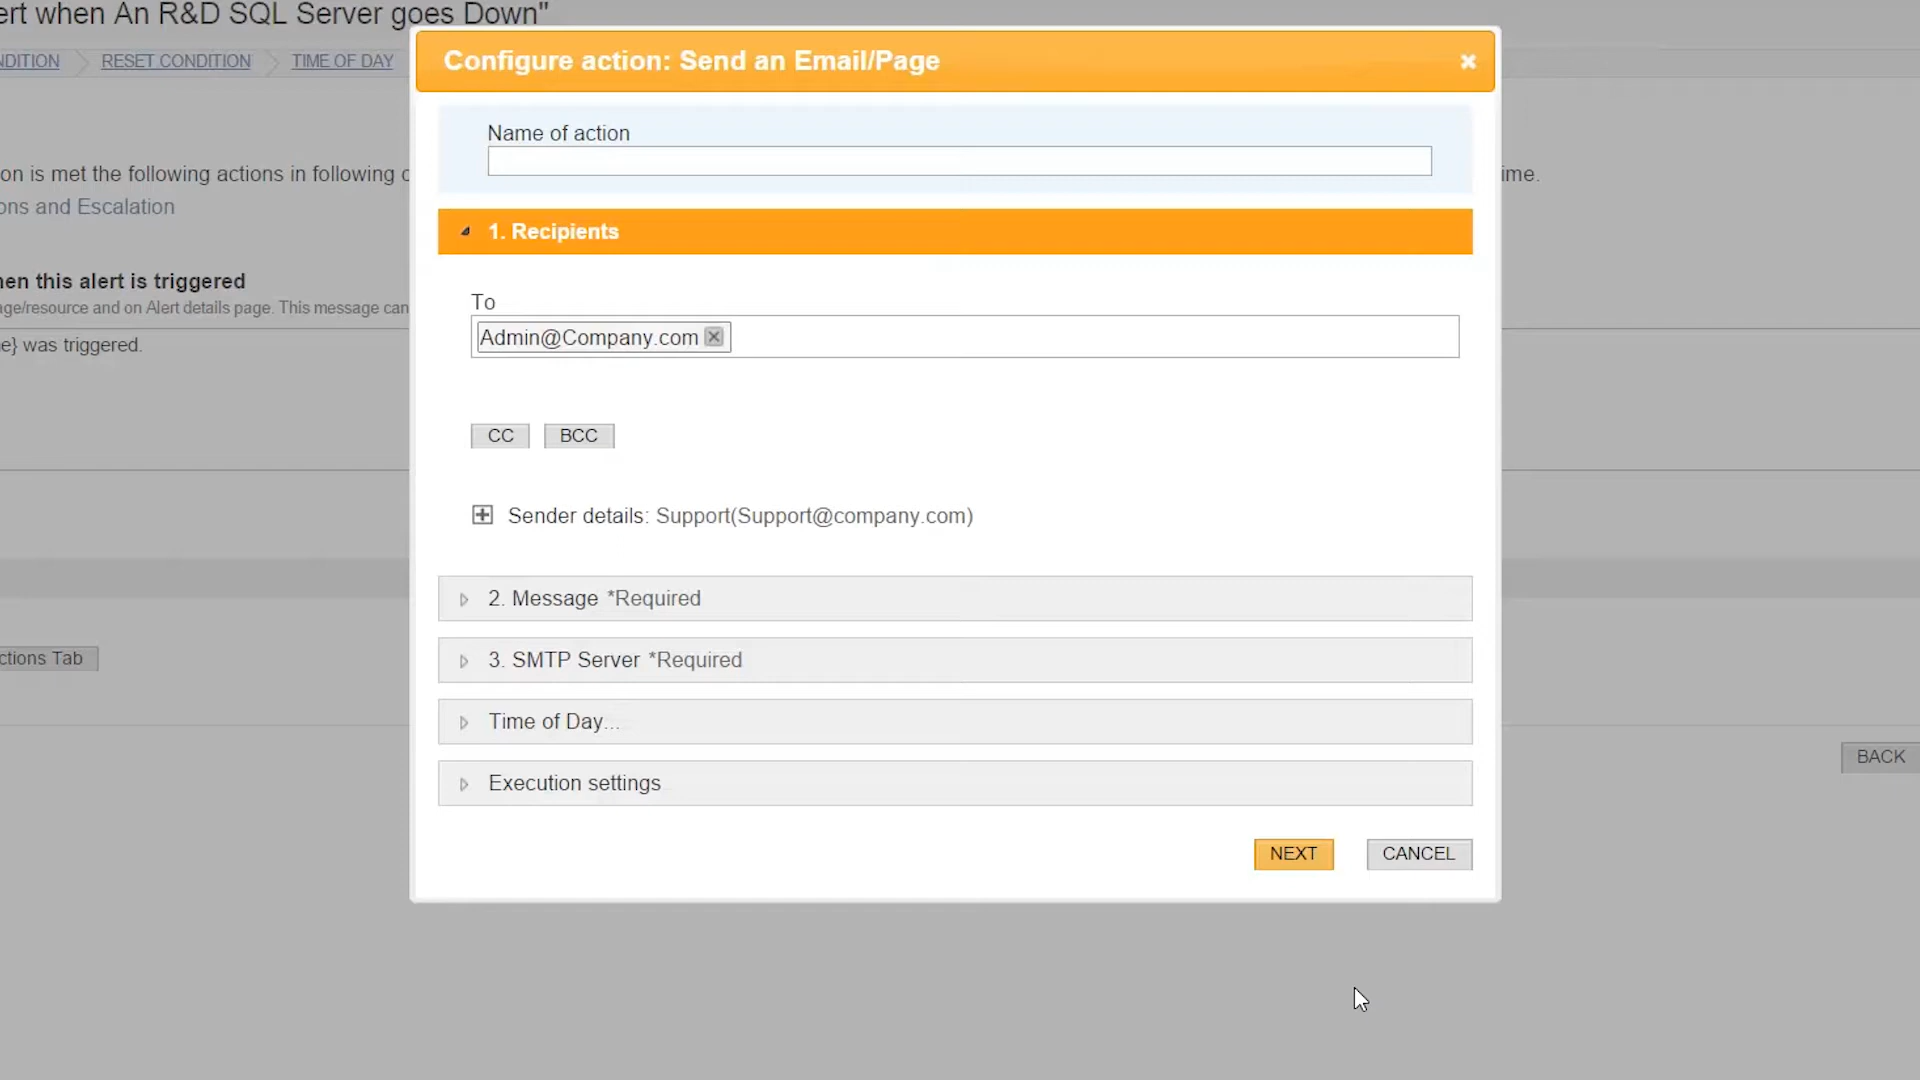 ert when An R&D SQL Server goes Down"
NDITION RESET CONDITION TIME OF DAY
Configure action: Send an Email/Page
Name of action
on is met the following actions in following o
ime.
ons and Escalation
1. Recipients
hen this alert is triggered
age/resource and on Alert details page. This message can
To
Admin@Company.com
e} was triggered.
CC BCC
Sender details: Support(Support@company.com)
2. Message *Required
3. SMTP Server *Required
ctions Tab
Time of Day...
BACK
Execution settings
NEXT CANCEL